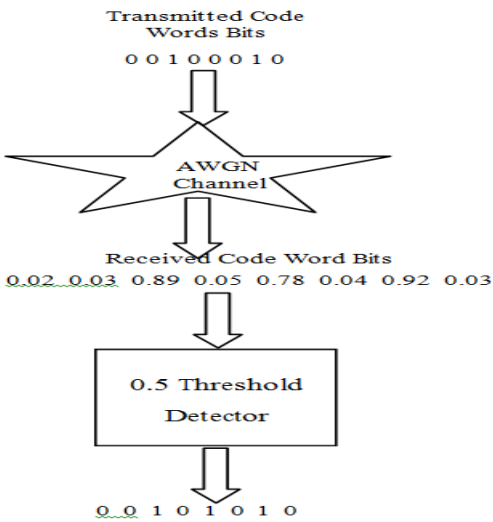 Transmitted Code
Words Bits
0 0 1 0 0 0 1 0
AWGN
Channel
Received Code Word Bits
0.02 0.03 0.89 0.05 0.78 0.04 0.92 0.03
0.5 Threshold
Detector
0 0 1 0 1 0 1 0